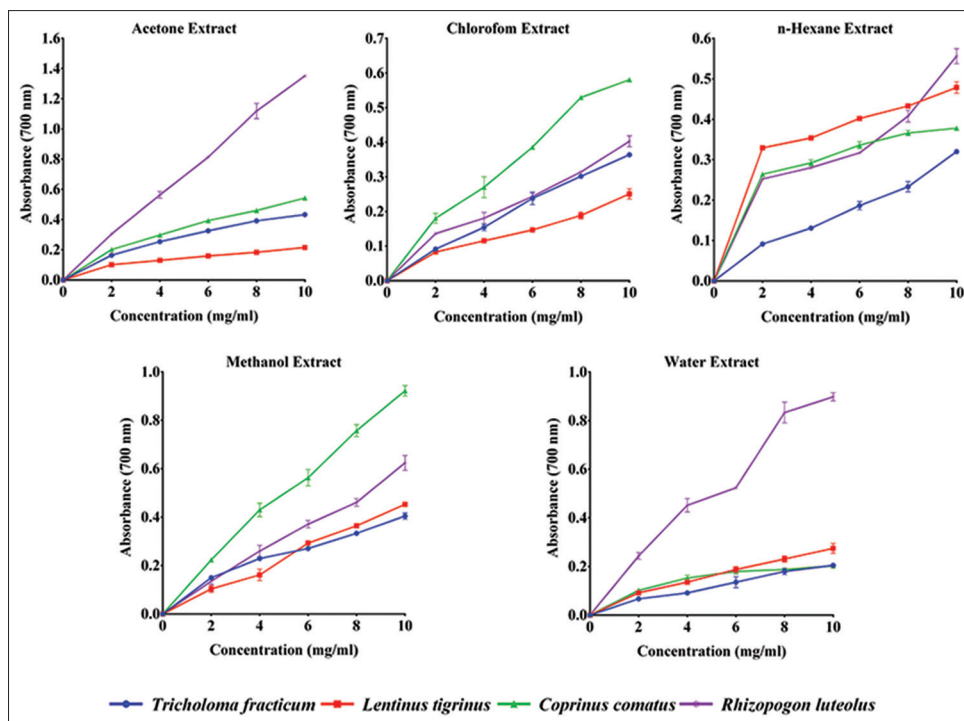 Acetone Extract
Absorbance (700 nm)
1.6
1.4
1.2
1.0
0.8
0.6
0.4
0.2
0.0
0 2 4 6 8 10
Concentration (mg/ml)
Chlorofom Extract
Absorbance (700 nm)
0.7
0.6
0.5
0.4
0.3
0.2
0.1
0.0
0 2 4 6 8 10
Concentration (mg/ml)
n-Hexane Extract
Absorbance (700 nm)
0.6
0.5
0.4
0.3
0.2
0.1
0.0
0 2 4 6 8 10
Concentration (mg/ml)
Methanol Extract
Absorbance (700 nm)
1.0
0.8
0.6
0.4
0.2
0.0
0 2 4 6 8 10
Concentration (mg/ml)
Water Extract
Absorbance (700 nm)
1.0
0.8
0.6
0.4
0.2
0.0
0 2 4 6 8 10
Concentration (mg/ml)
Tricholoma fracticum Lentinus tigrinus Coprinus comatus Rhizopogon luteolus